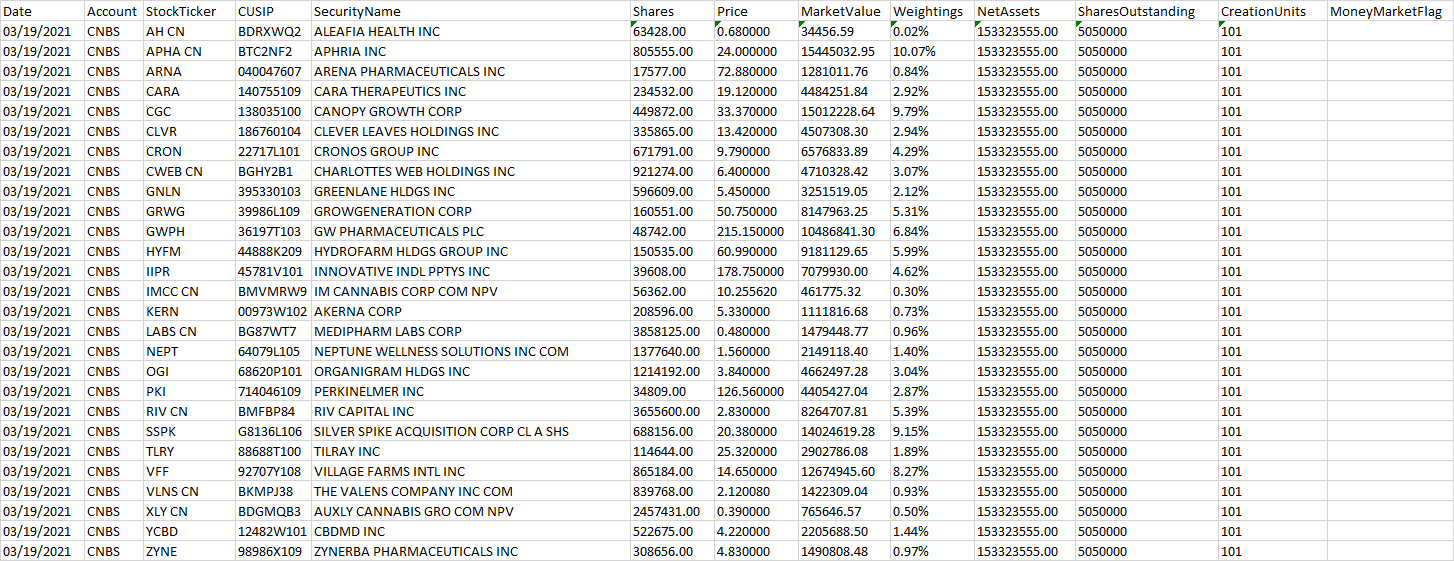 Date Account StockTicker CUSIP SecurityName Shares Price MarketValue Weightings NetAssets SharesOutstanding CreationUnits MoneyMarketFlag
03/19/2021 CNBS AH CN BDRXWQ2 ALEAFIA HEALTH INC 63428.00 0.680000 34456.59 0.02% 153323555.00 5050000 101
03/19/2021 CNBS APHA CN BTC2NF2 APHRIA INC 805555.00 24.000000 15445032.95 10.07% 153323555.00 5050000 101
03/19/2021 CNBS ARNA 040047607 ARENA PHARMACEUTICALS INC 17577.00 72.880000 1281011.76 0.84% 153323555.00 5050000 101
03/19/2021 CNBS CARA 140755109 CARA THERAPEUTICS INC 234532.00 19.120000 4484251.84 2.92% 153323555.00 5050000 101
03/19/2021 CNBS CGC 138035100 CANOPY GROWTH CORP 449872.00 33.370000 15012228.64 9.79% 153323555.00 5050000 101
03/19/2021 CNBS CLVR 186760104 CLEVER LEAVES HOLDINGS INC 335865.00 13.420000 4507308.30 2.94% 153323555.00 5050000 101
03/19/2021 CNBS CRON 22717L101 CRONOS GROUP INC 671791.00 9.790000 6576833.89 4.29% 153323555.00 5050000 101
03/19/2021 CNBS CWEB CN BGHY2B1 CHARLOTTES WEB HOLDINGS INC 921274.00 6.400000 4710328.42 3.07% 153323555.00 5050000 101
03/19/2021 CNBS GNLN 395330103 GREENLANE HLDGS INC 596609.00 5.450000 3251519.05 2.12% 153323555.00 5050000 101
03/19/2021 CNBS GRWG 39986L109 GROWGENERATION CORP 160551.00 50.750000 8147963.25 5.31% 153323555.00 5050000 101
03/19/2021 CNBS GWPH 36197T103 GW PHARMACEUTICALS PLC 48742.00 215.150000 10486841.30 6.84% 153323555.00 5050000 101
03/19/2021 CNBS HYFM 44888K209 HYDROFARM HLDGS GROUP INC 150535.00 60.990000 9181129.65 5.99% 153323555.00 5050000 101
03/19/2021 CNBS IIPR 45781V101 INNOVATIVE INDL PPTYS INC 39608.00 178.750000 7079930.00 4.62% 153323555.00 5050000 101
03/19/2021 CNBS IMCC CN BMVMRW9 IM CANNABIS CORP COM NPV 56362.00 10.255620 461775.32 0.30% 153323555.00 5050000 101
03/19/2021 CNBS KERN 00973W102 AKERNA CORP 208596.00 5.330000 1111816.68 0.73% 153323555.00 5050000 101
03/19/2021 CNBS LABS CN BG87WT7 MEDIPHARM LABS CORP 3858125.00 0.480000 1479448.77 0.96% 153323555.00 5050000 101
03/19/2021 CNBS NEPT 64079L105 NEPTUNE WELLNESS SOLUTIONS INC COM 1377640.00 1.560000 2149118.40 1.40% 153323555.00 5050000 101
03/19/2021 CNBS OGI 68620P101 ORGANIGRAM HLDGS INC 1214192.00 3.840000 4662497.28 3.04% 153323555.00 5050000 101
03/19/2021 CNBS PKI 714046109 PERKINELMER INC 34809.00 126.560000 4405427.04 2.87% 153323555.00 5050000 101
03/19/2021 CNBS RIV CN BMFBP84 RIV CAPITAL INC 3655600.00 2.830000 8264707.81 5.39% 153323555.00 5050000 101
03/19/2021 CNBS SSPK G8136L106 SILVER SPIKE ACQUISITION CORP CL A SHS 688156.00 20.380000 14024619.28 9.15% 153323555.00 5050000 101
03/19/2021 CNBS TLRY 88688T100 TILRAY INC 114644.00 25.320000 2902786.08 1.89% 153323555.00 5050000 101
03/19/2021 CNBS VFF 92707Y108 VILLAGE FARMS INTL INC 865184.00 14.650000 12674945.60 8.27% 153323555.00 5050000 101
03/19/2021 CNBS VLNS CN BKMPJ38 THE VALENS COMPANY INC COM 839768.00 2.120080 1422309.04 0.93% 153323555.00 5050000 101
03/19/2021 CNBS XLY CN BDGMQB3 AUXLY CANNABIS GRO COM NPV 2457431.00 0.390000 765646.57 0.50% 153323555.00 5050000 101
03/19/2021 CNBS YCBD 12482W101 CBDMD INC 522675.00 4.220000 2205688.50 1.44% 153323555.00 5050000 101
03/19/2021 CNBS ZYNE 98986X109 ZYNERBA PHARMACEUTICALS INC 308656.00 4.830000 1490808.48 0.97% 153323555.00 5050000 101